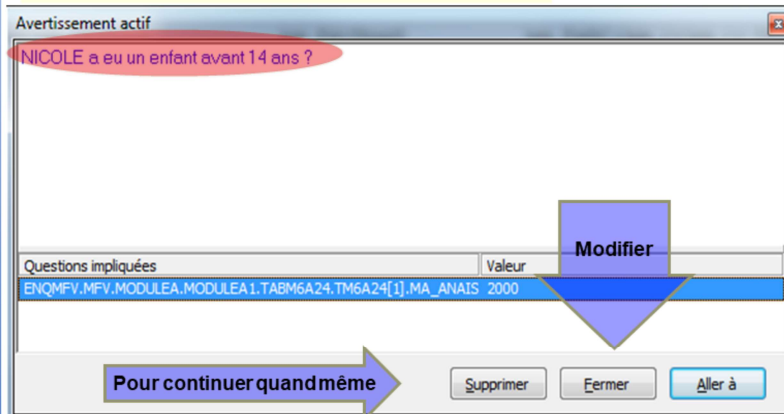 Avertissement actif
NICOLE a eu un enfant avant 14 ans ?
Modifier
Questions impliquées Valeur
ENQMFV.MFV.MODULEA.MODULEA1.TABM6A24.TM6A24[1].MA_ANAIS 2000
Pour continuer quand même
Supprimer Fermer Aller à